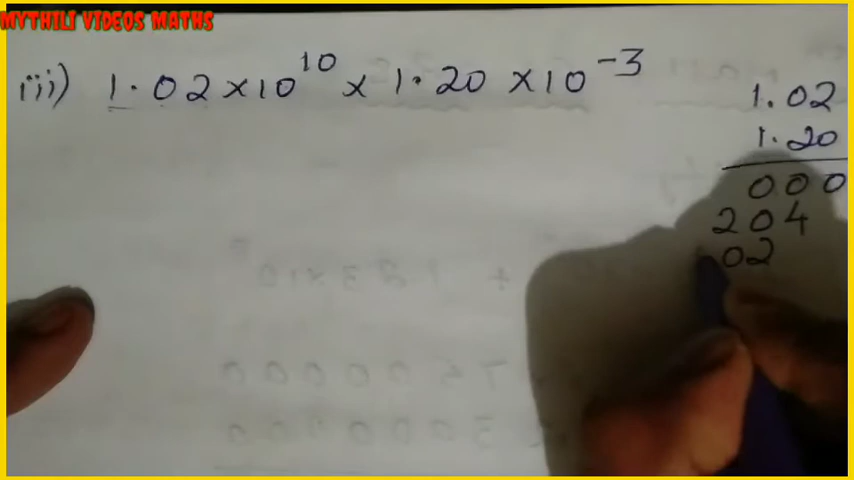 MYTHILI VIDEOS MATHS
iii) 1.02×10^10 × 1.20 ×10^-3
1.02
1.20
000
204
02